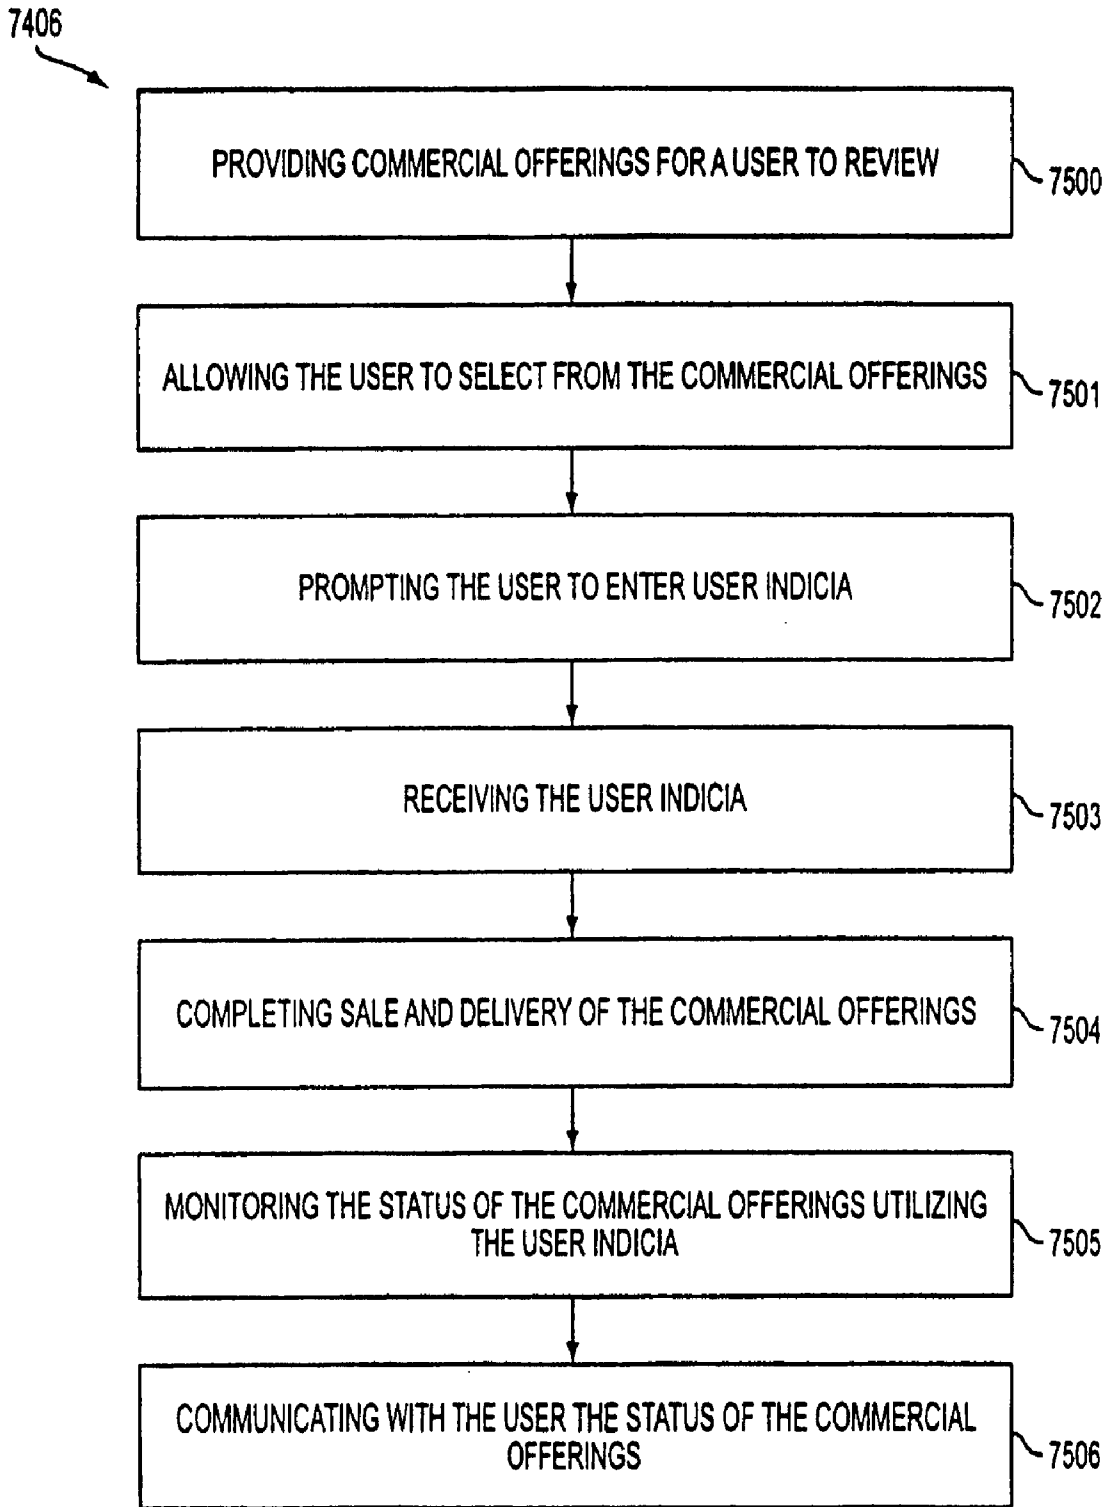 7406
PROVIDING COMMERCIAL OFFERINGS FOR A USER TO REVIEW
7500
ALLOWING THE USER TO SELECT FROM THE COMMERCIAL OFFERINGS
7501
PROMPTING THE USER TO ENTER USER INDICIA
7502
RECEIVING THE USER INDICIA
7503
COMPLETING SALE AND DELIVERY OF THE COMMERCIAL OFFERINGS
7504
MONITORING THE STATUS OF THE COMMERCIAL OFFERINGS UTILIZING
THE USER INDICIA
7505
COMMUNICATING WITH THE USER THE STATUS OF THE COMMERCIAL
OFFERINGS
7506